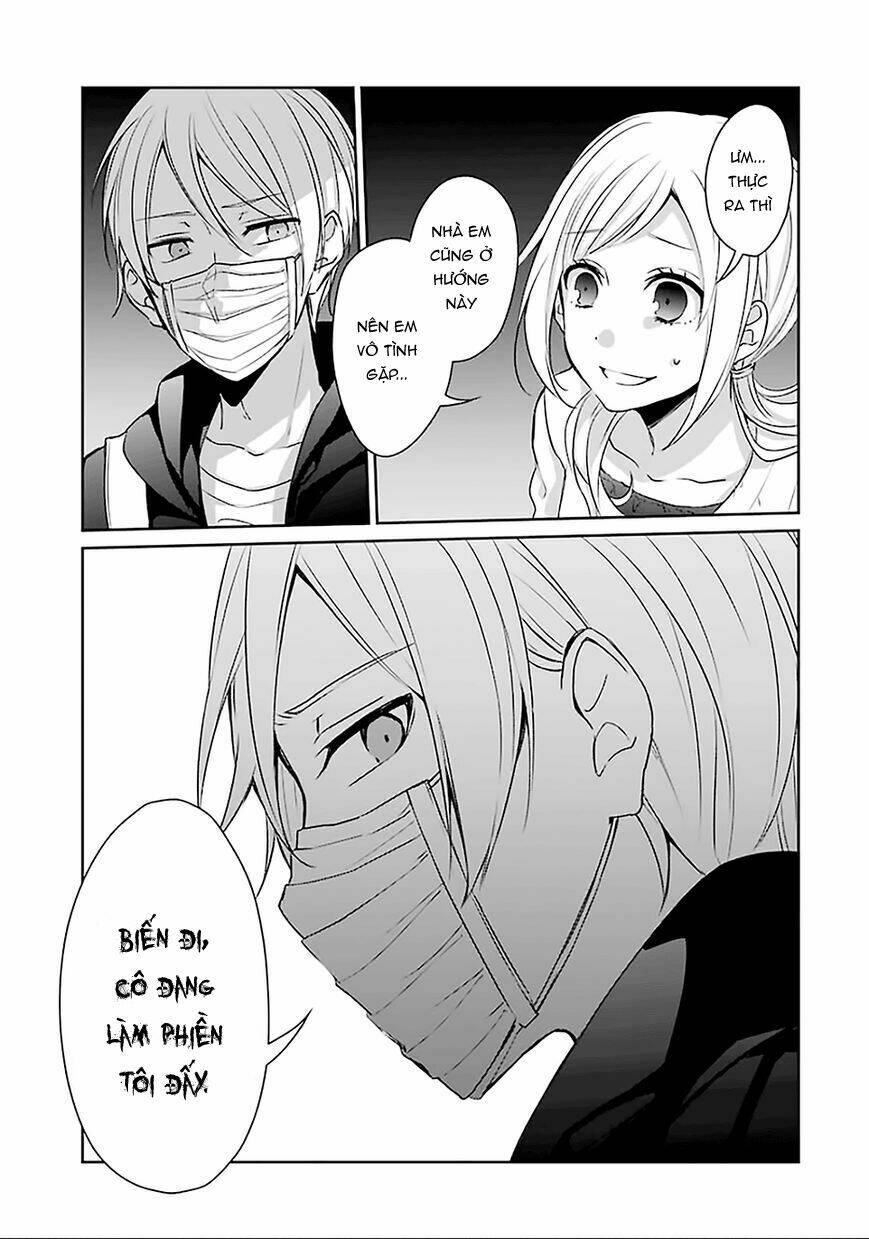 ƯM...
THỰC
RA THÌ
NHÀ EM
CŨNG Ở
HƯỚNG
NÀY
NÊN EM
VÔ TÌNH
GẶP...
BIẾN ĐI,
CÔ ĐANG
LÀM PHIỀN
TÔI ĐẤY.